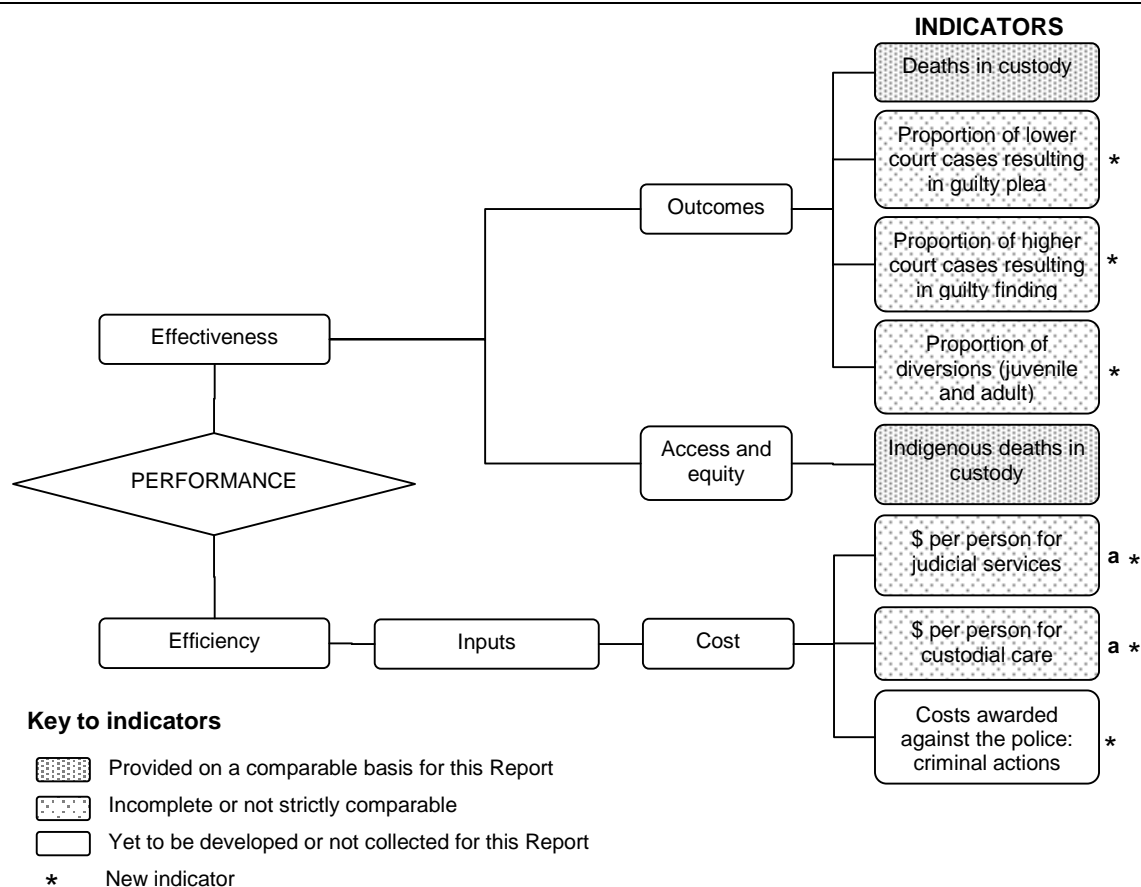 INDICATORS
Deaths in custody
Proportion of lower
court cases resulting
in guilty plea
*
Outcomes
Proportion of higher
court cases resulting
in guilty finding
*
Effectiveness
Proportion of
diversions (juvenile
and adult)
*
Access and
equity
Indigenous deaths in
custody
PERFORMANCE
$ per person for
judicial services
a *
Efficiency
Inputs
Cost
$ per person for
custodial care
a *
Costs awarded
against the police:
criminal actions
*
Key to indicators
Provided on a comparable basis for this Report
Incomplete or not strictly comparable
Yet to be developed or not collected for this Report
* New indicator